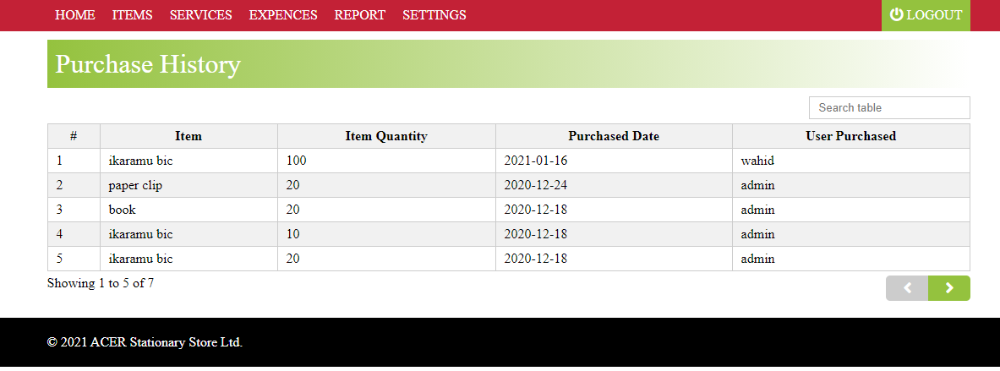 HOME ITEMS SERVICES EXPENCES REPORT SETTINGS LOGOUT
Purchase History
Search table
# Item Item Quantity Purchased Date User Purchased
1 ikaramu bic 100 2021-01-16 wahid
2 paper clip 20 2020-12-24 admin
3 book 20 2020-12-18 admin
4 ikaramu bic 10 2020-12-18 admin
5 ikaramu bic 20 2020-12-18 admin
Showing 1 to 5 of 7
© 2021 ACER Stationary Store Ltd.